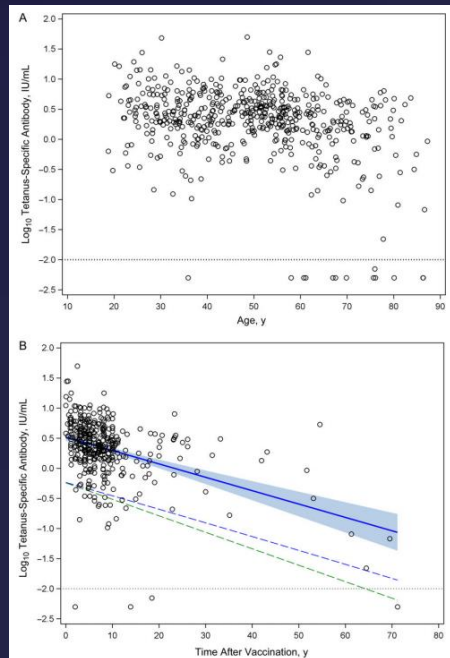 A
2.0
1.5
1.0
0.5
0.0
−0.5
−1.0
−1.5
−2.0
−2.5
Log₁₀ Tetanus-Specific Antibody, IU/mL
10 20 30 40 50 60 70 80 90
Age, y
B
2.0
1.5
1.0
0.5
0.0
−0.5
−1.0
−1.5
−2.0
−2.5
Log₁₀ Tetanus-Specific Antibody, IU/mL
0 10 20 30 40 50 60 70 80
Time After Vaccination, y